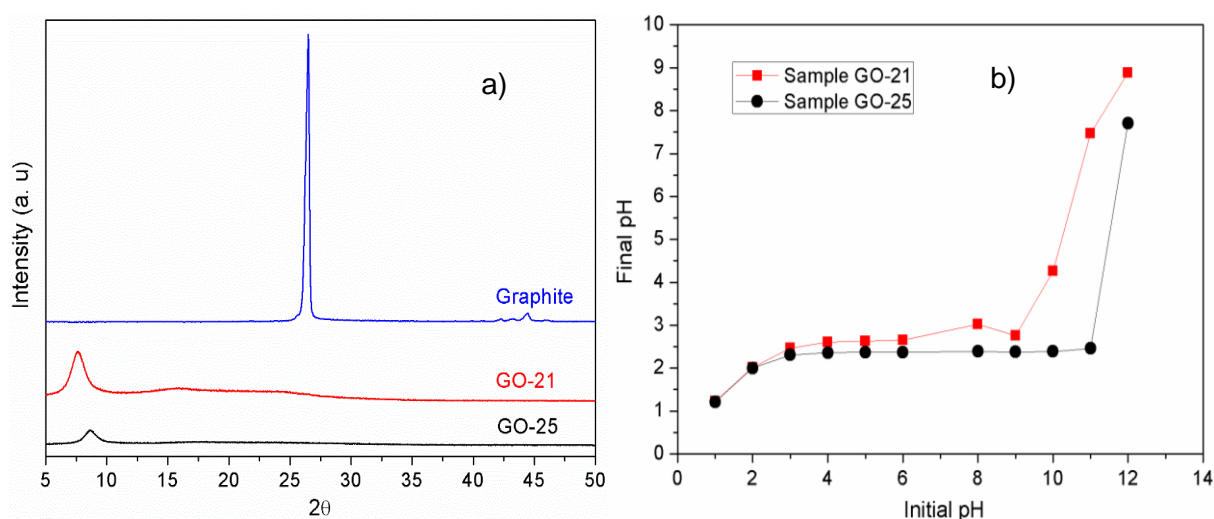 a)
Intensity (a. u)
Graphite
GO-21
GO-25
5 10 15 20 25 30 35 40 45 50
2θ
b)
Sample GO-21
Sample GO-25
Final pH
10
9
8
7
6
5
4
3
2
1
0
0 2 4 6 8 10 12 14
Initial pH